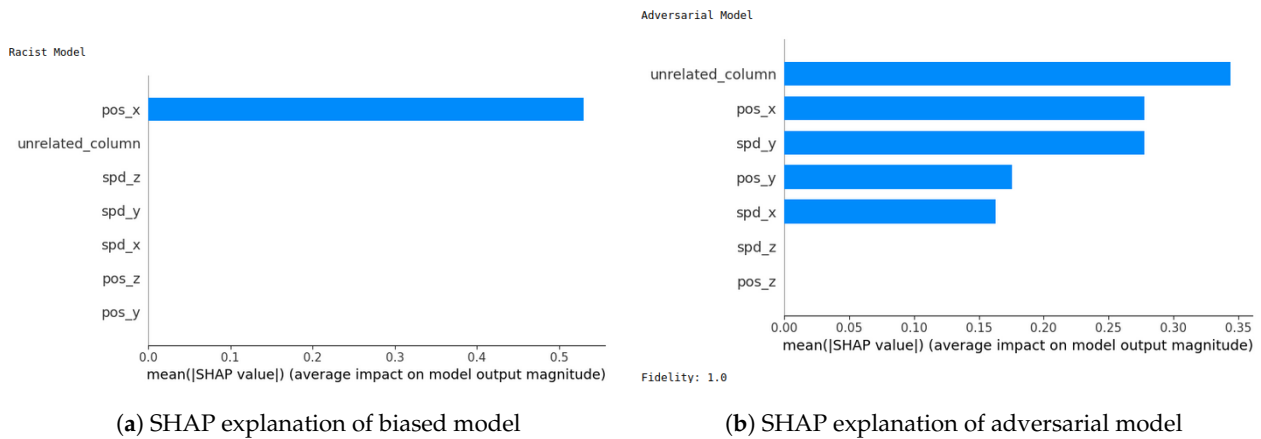 Racist Model
pos_x
unrelated_column
spd_z
spd_y
spd_x
pos_z
pos_y
0.0 0.1 0.2 0.3 0.4 0.5
mean(|SHAP value|) (average impact on model output magnitude)
(a) SHAP explanation of biased model
Adversarial Model
unrelated_column
pos_x
spd_y
pos_y
spd_x
spd_z
pos_z
0.00 0.05 0.10 0.15 0.20 0.25 0.30 0.35
mean(|SHAP value|) (average impact on model output magnitude)
Fidelity: 1.0
(b) SHAP explanation of adversarial model